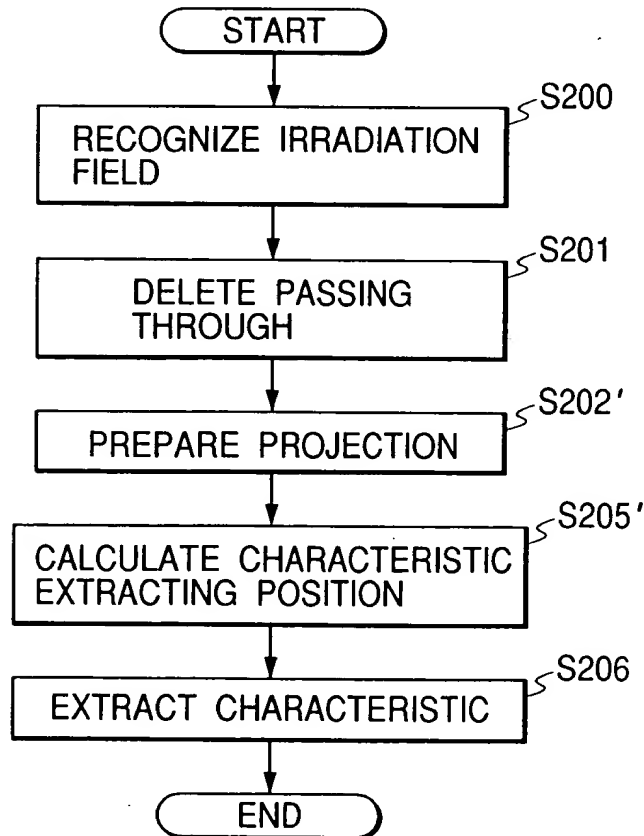 START
S200
RECOGNIZE IRRADIATION
FIELD
S201
DELETE PASSING
THROUGH
S202'
PREPARE PROJECTION
S205'
CALCULATE CHARACTERISTIC
EXTRACTING POSITION
S206
EXTRACT CHARACTERISTIC
END